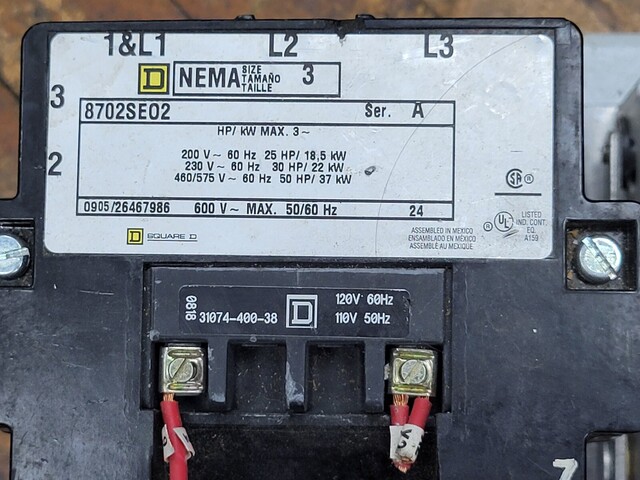 1&L1 L2 L3
D NEMA SIZE TAMAÑO TAILLE 3
3
8702SE02 Ser. A
HP/ kW MAX. 3~
2
200 V~ 60 Hz 25 HP/ 18,5 kW
230 V~ 60 Hz 30 HP/ 22 kW
460/575 V~ 60 Hz 50 HP/ 37 kW
0905/26467986 600 V~ MAX. 50/60 Hz 24
SA ®
® UL LISTED
IND. CONT.
EQ.
A159
D SQUARE D
ASSEMBLED IN MEXICO
ENSAMBLADO EN MÉXICO
ASSEMBLÉ AU MEXIQUE
0818 31074-400-38 D 120V 60Hz
110V 50Hz
S
7